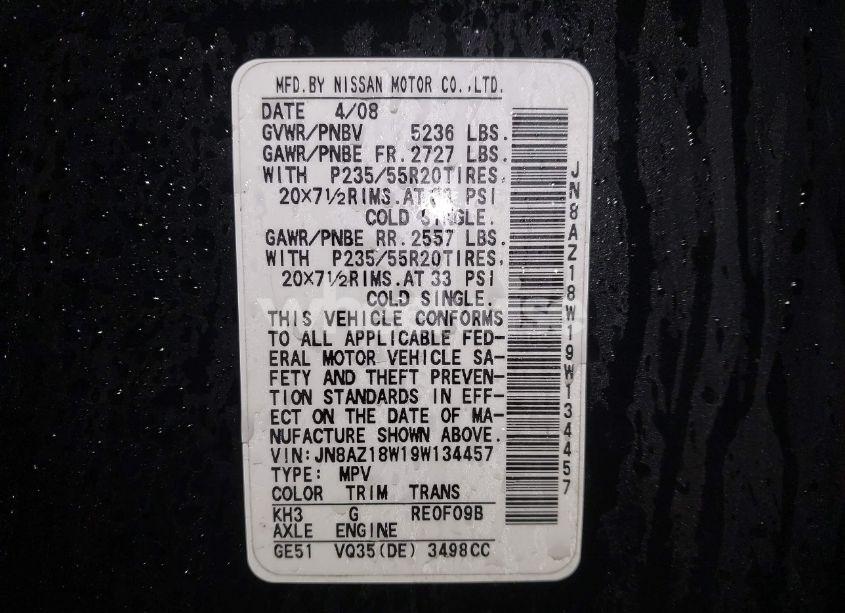 MFD.BY NISSAN MOTOR CO.,LTD.
DATE 4/08
GVWR/PNBV 5236 LBS.
GAWR/PNBE FR.2727 LBS.
WITH P235/55R20TIRES,
20×7½RIMS.AT PSI
COLD SINGLE.
GAWR/PNBE RR.2557 LBS.
WITH P235/55R20TIRES,
20×7½RIMS.AT 33 PSI
COLD SINGLE.
THIS VEHICLE CONFORMS
TO ALL APPLICABLE FED-
ERAL MOTOR VEHICLE SA-
FETY AND THEFT PREVEN-
TION STANDARDS IN EFF-
ECT ON THE DATE OF MA-
NUFACTURE SHOWN ABOVE.
VIN:JN8AZ18W19W134457
TYPE: MPV
COLOR TRIM TRANS
KH3 G RE0F09B
AXLE ENGINE
GE51 VQ35(DE) 3498CC
JN8AZ18W19W134457